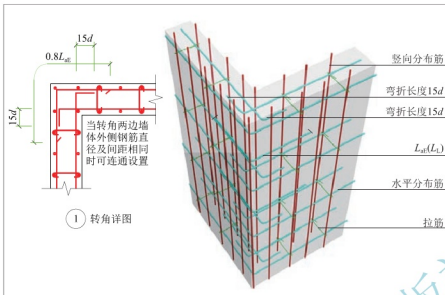 15d
0.8LaE
15d
当转角两边墙
体外侧钢筋直
径及间距相同
时可连通设置
1 转角详图
竖向分布筋
弯折长度15d
弯折长度15d
LaE(LL)
水平分布筋
拉筋